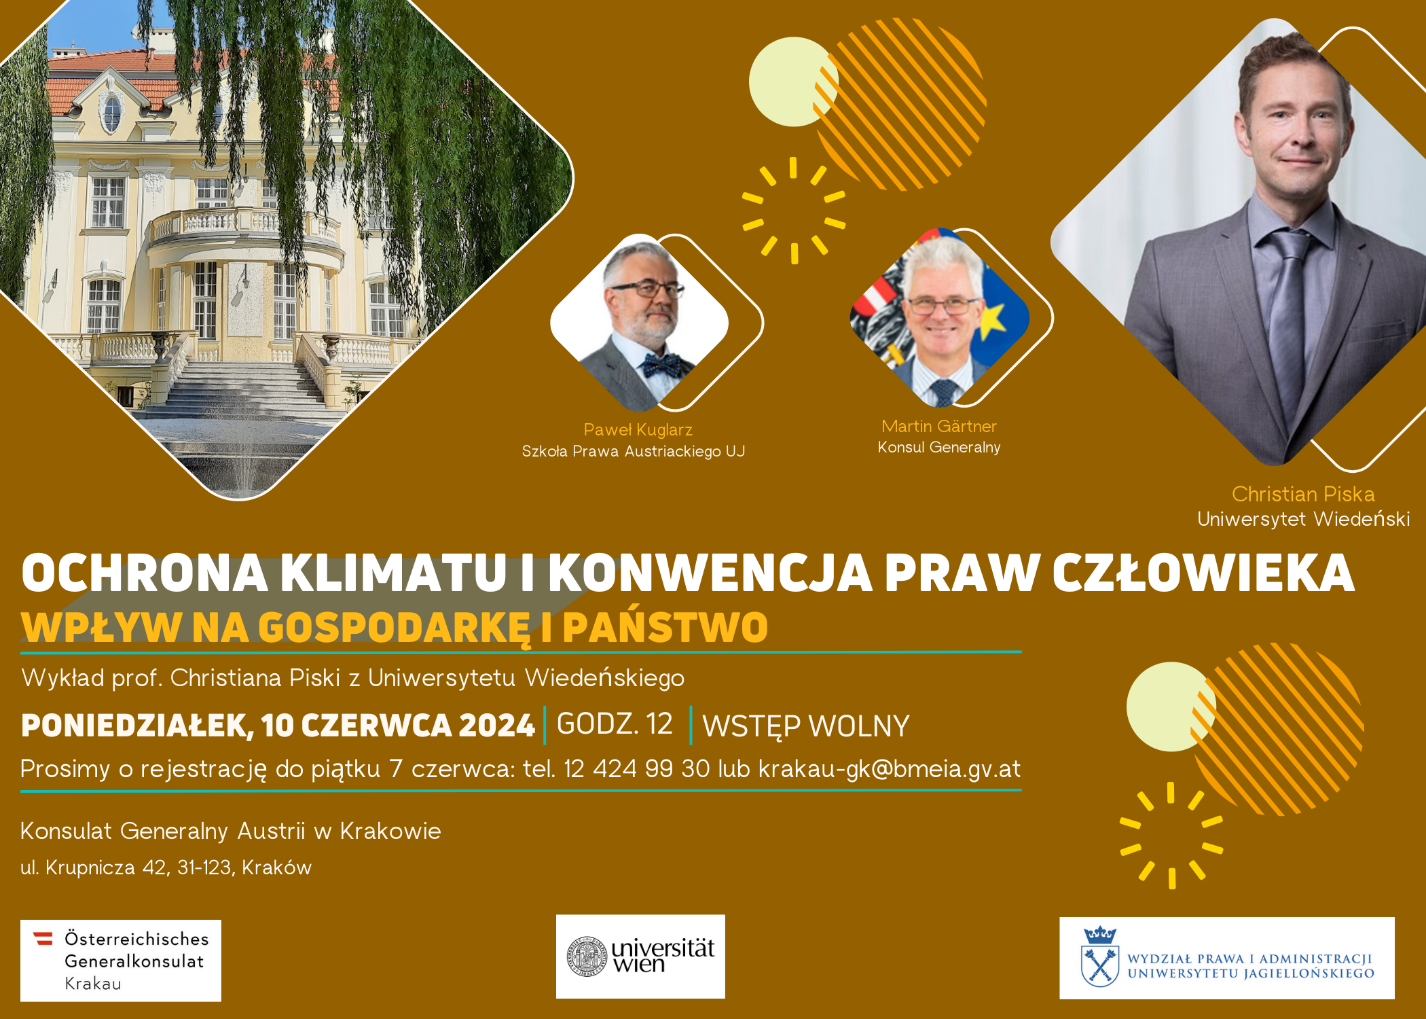 Paweł Kuglarz
Szkoła Prawa Austriackiego UJ
Martin Gärtner
Konsul Generalny
Christian Piska
Uniwersytet Wiedeński
OCHRONA KLIMATU I KONWENCJA PRAW CZŁOWIEKA
WPŁYW NA GOSPODARKĘ I PAŃSTWO
Wykład prof. Christiana Piski z Uniwersytetu Wiedeńskiego
PONIEDZIAŁEK, 10 CZERWCA 2024 GODZ. 12 WSTĘP WOLNY
Prosimy o rejestrację do piątku 7 czerwca: tel. 12 424 99 30 lub krakau-gk@bmeia.gv.at
Konsulat Generalny Austrii w Krakowie
ul. Krupnicza 42, 31-123, Kraków
Österreichisches
Generalkonsulat
Krakau
universität
wien
WYDZIAŁ PRAWA I ADMINISTRACJI
UNIWERSYTETU JAGIELLOŃSKIEGO